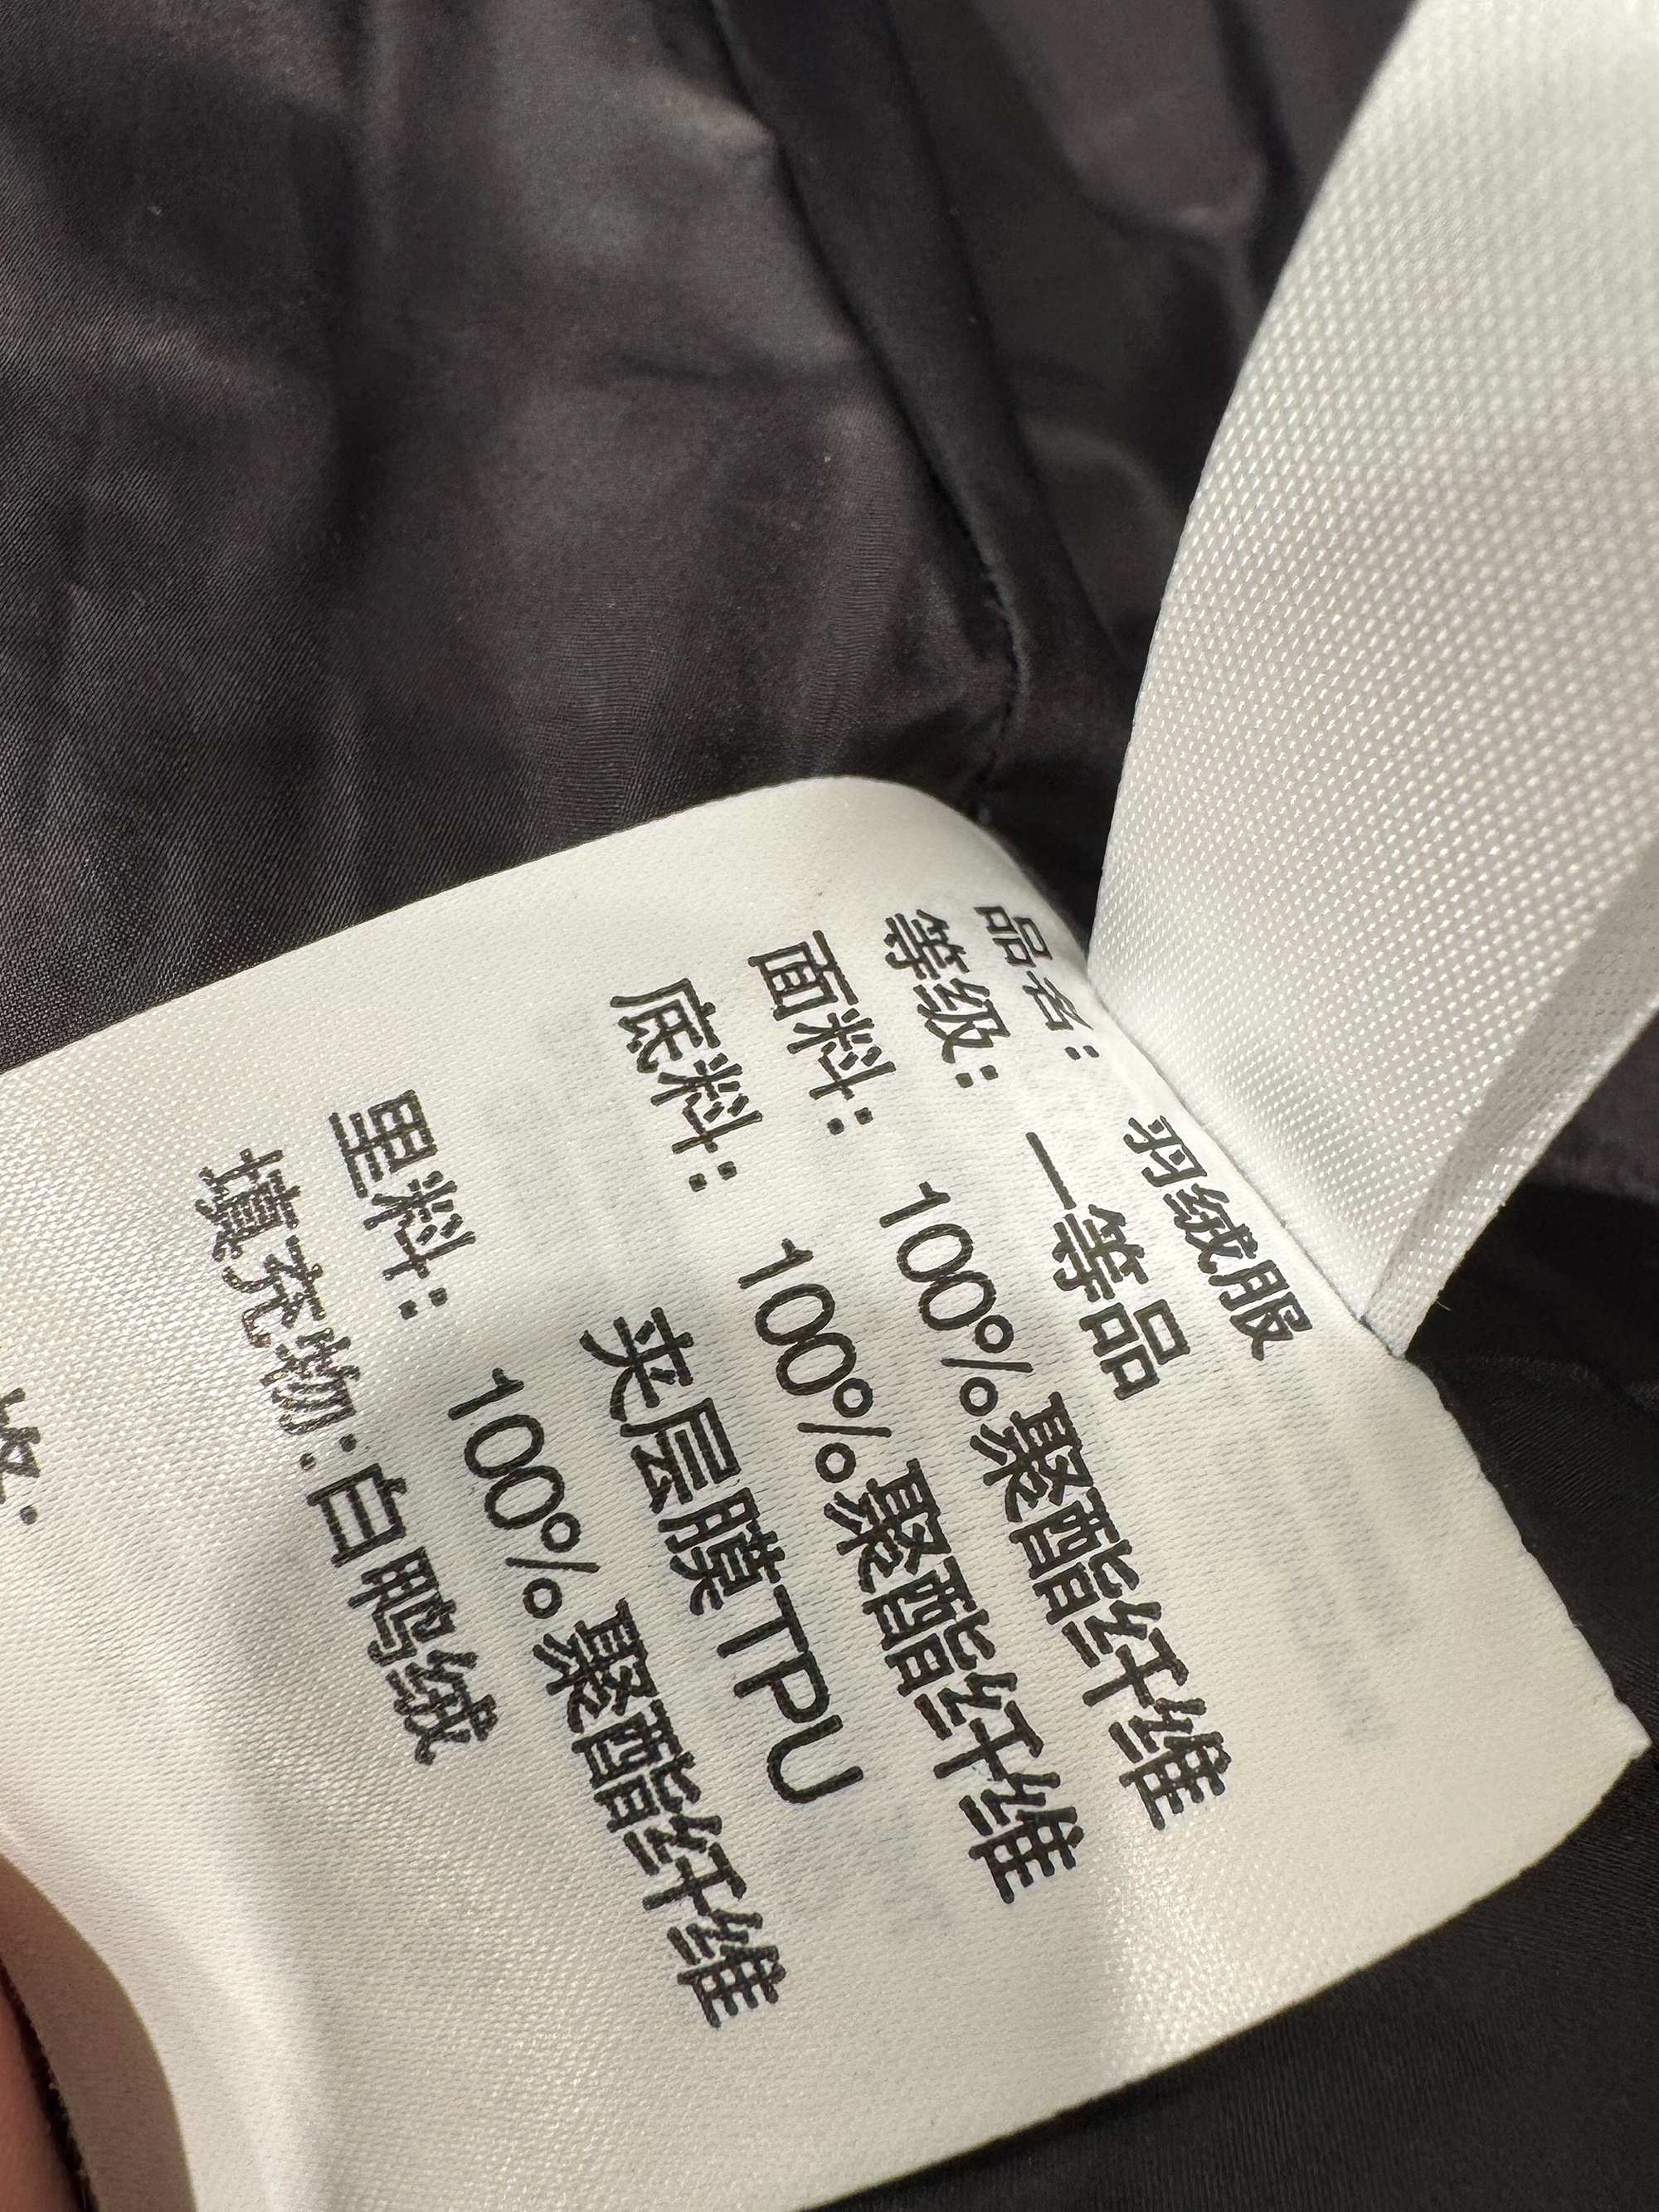 品名： 羽绒服
等级： 一等品
面料： 100%聚酯纤维
底料： 100%聚酯纤维
夹层膜TPU
里料： 100%聚酯纤维
填充物:白鸭绒